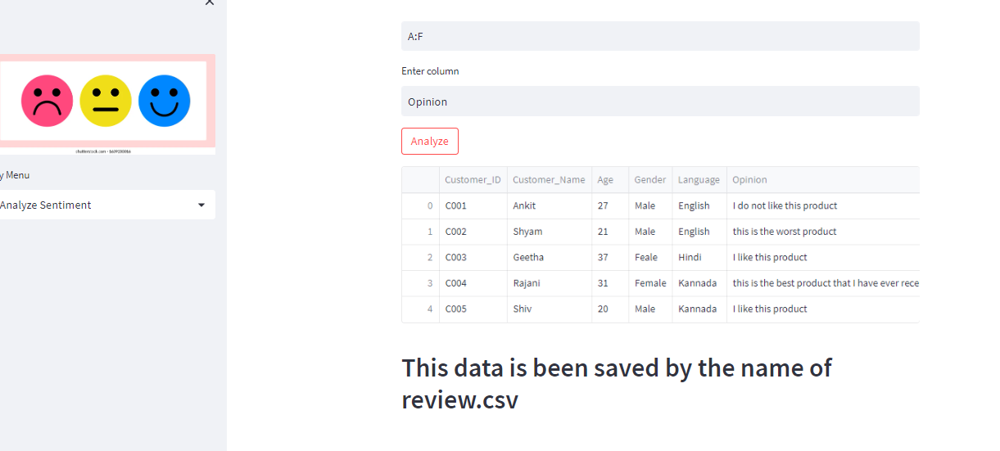 A:F
Enter column
Opinion
Analyze
Customer_ID Customer_Name Age Gender Language Opinion
0 C001 Ankit 27 Male English I do not like this product
1 C002 Shyam 21 Male English this is the worst product
2 C003 Geetha 37 Feale Hindi I like this product
3 C004 Rajani 31 Female Kannada this is the best product that I have ever rece
4 C005 Shiv 20 Male Kannada I like this product
This data is been saved by the name of
review.csv
shutterstock.com
y Menu
Analyze Sentiment